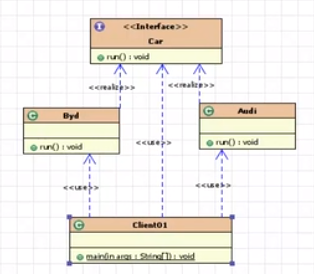 <<Interface>>
Car
run() : void
<<realize>>
<<realize>>
Byd
run() : void
Audi
run() : void
<<use>>
<<use>>
<<use>>
Client01
main(in args : String[]) : void